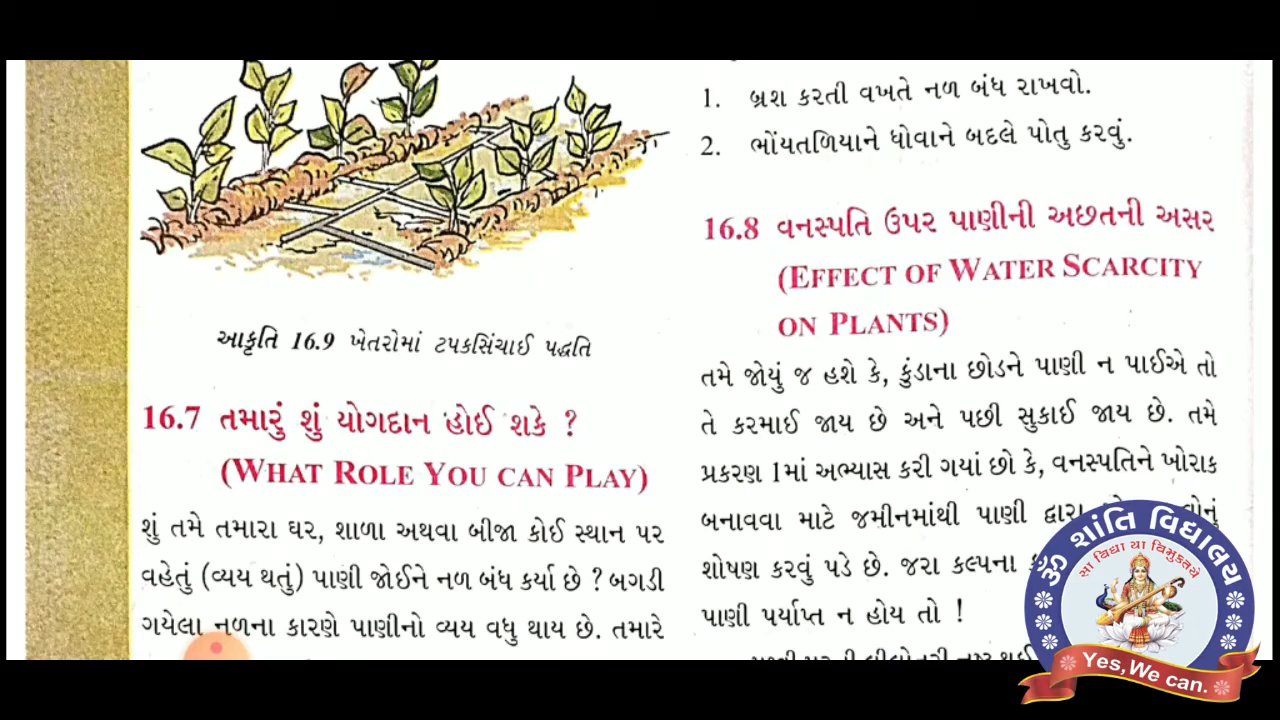 આકૃતિ 16.9 ખેતરોમાં ટપકસિંચાઈ પદ્ધતિ
16.7 તમારું શું યોગદાન હોઈ શકે ?
(WHAT ROLE YOU CAN PLAY)
શું તમે તમારા ઘર, શાળા અથવા બીજા કોઈ સ્થાન પર
વહેતું (વ્યય થતું) પાણી જોઈને નળ બંધ કર્યા છે ? બગડી
ગયેલા નળના કારણે પાણીનો વ્યય વધુ થાય છે. તમારે
1. બ્રશ કરતી વખતે નળ બંધ રાખવો.
2. ભોંયતળિયાને ધોવાને બદલે પોતુ કરવું.
16.8 વનસ્પતિ ઉપર પાણીની અછતની અસર
(EFFECT OF WATER SCARCITY
ON PLANTS)
તમે જોયું જ હશે કે, કુંડાના છોડને પાણી ન પાઈએ તો
તે કરમાઈ જાય છે અને પછી સુકાઈ જાય છે. તમે
પ્રકરણ 1માં અભ્યાસ કરી ગયાં છો કે, વનસ્પતિને ખોરાક
બનાવવા માટે જમીનમાંથી પાણી દ્વારા
શોષણ કરવું પડે છે. જરા કલ્પના
પાણી પર્યાપ્ત ન હોય તો !
ૐ શાંતિ વિદ્યાલય
સા વિદ્યા યા વિમુક્તયે
Yes, We can.